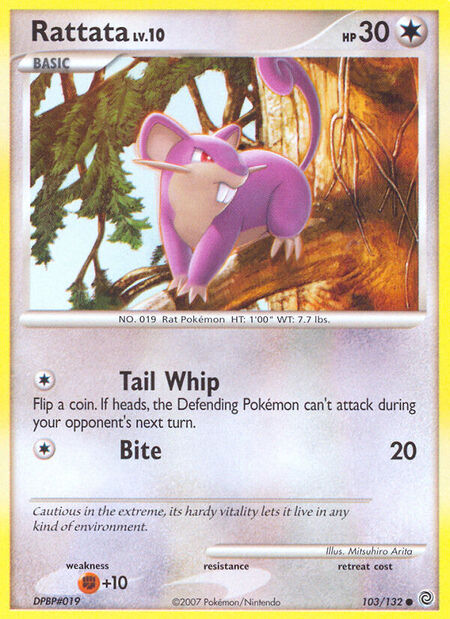 Rattata LV.10 HP 30
BASIC
NO. 019 Rat Pokémon HT: 1'00" WT: 7.7 lbs.
Tail Whip
Flip a coin. If heads, the Defending Pokémon can't attack during
your opponent's next turn.
Bite 20
Cautious in the extreme, its hardy vitality lets it live in any
kind of environment.
Illus. Mitsuhiro Arita
weakness resistance retreat cost
+10
DPBP#019 ©2007 Pokémon/Nintendo 103/132